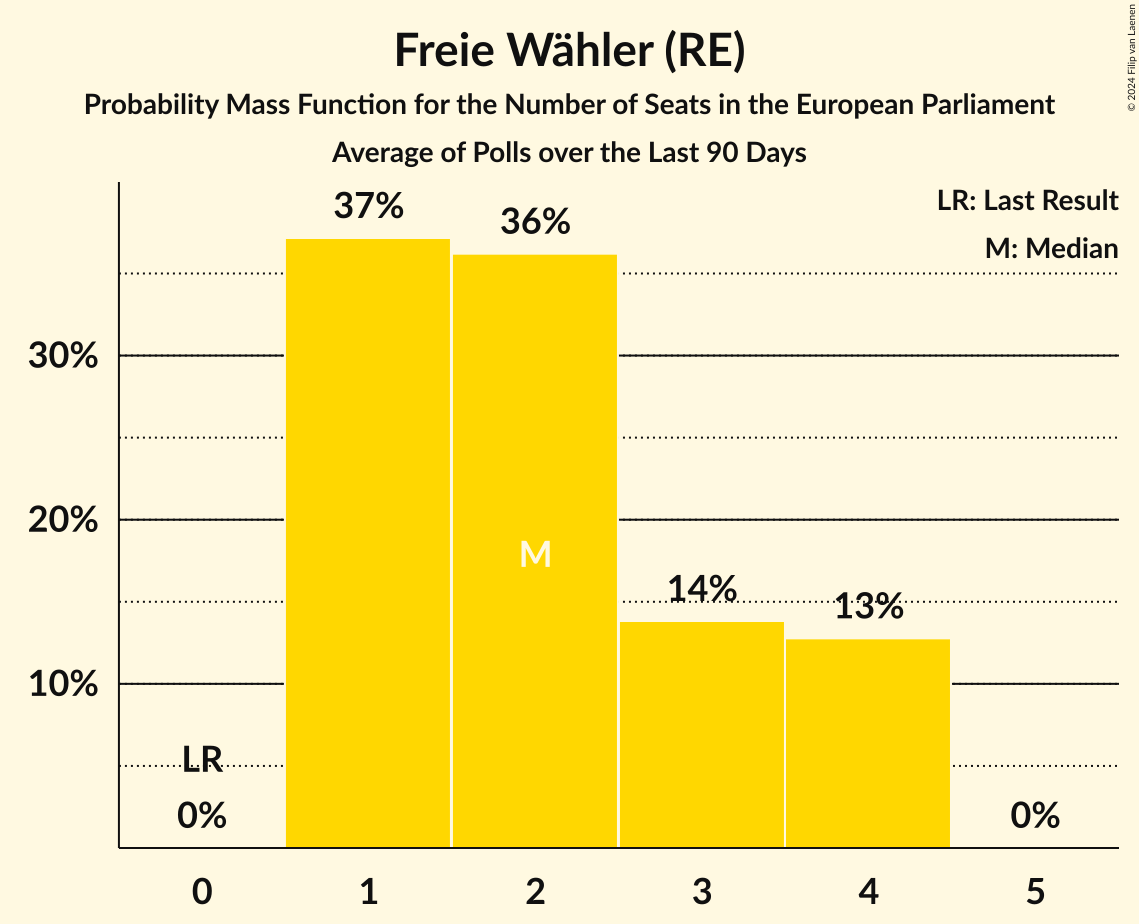 Freie Wähler (RE)
Probability Mass Function for the Number of Seats in the European Parliament
Average of Polls over the Last 90 Days
© 2024 Filip van Laenen
LR: Last Result
M: Median
37%
36%
30%
20%
M
14%
13%
10%
LR
0%
0%
0 1 2 3 4 5